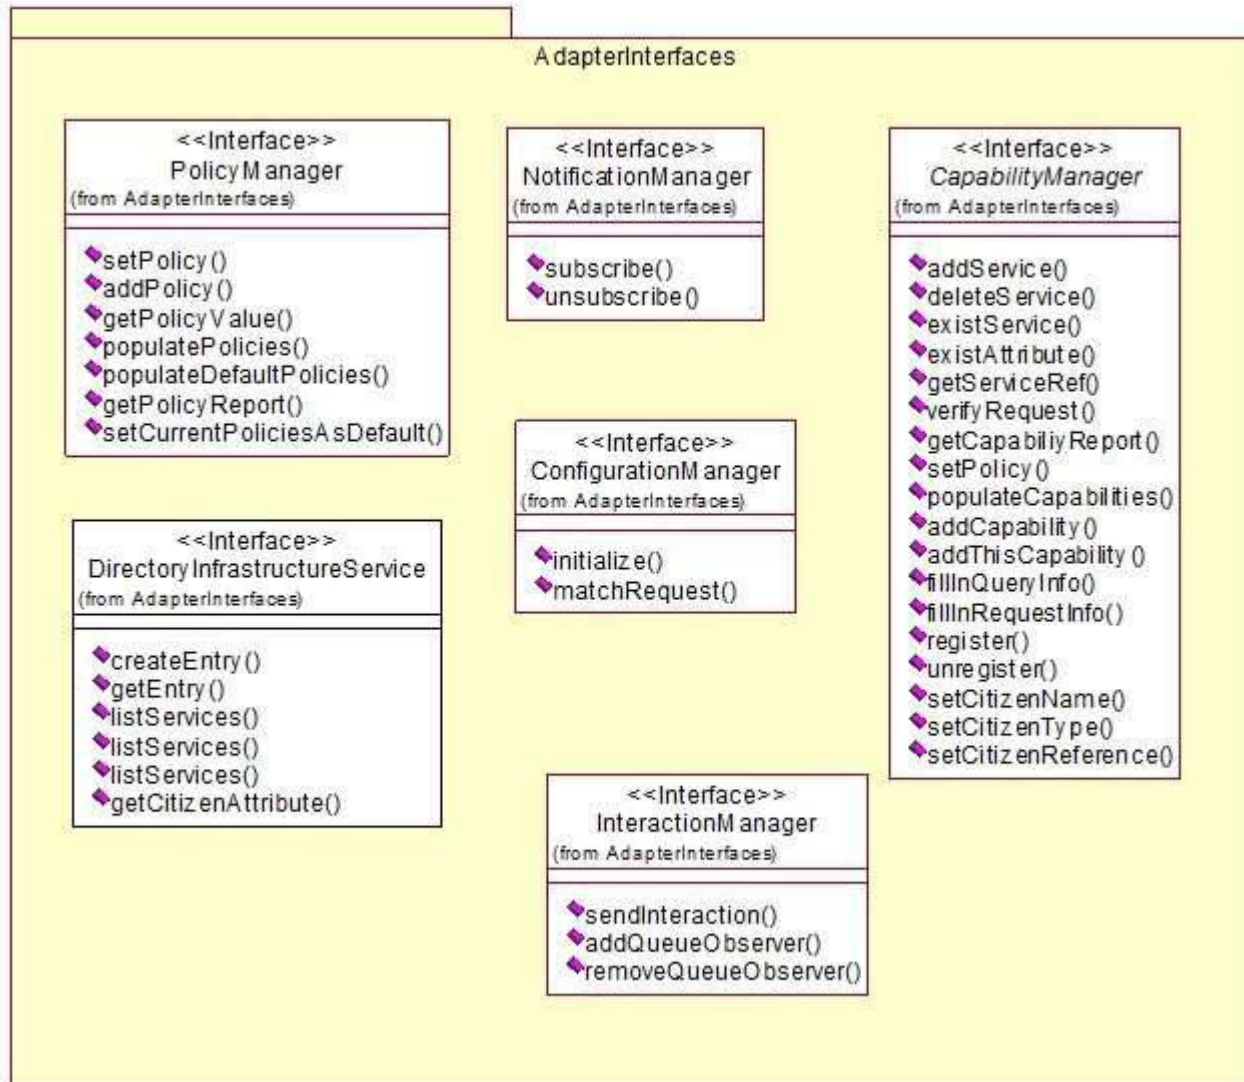 AdapterInterfaces
<<Interface>>
PolicyManager
(from AdapterInterfaces)
setPolicy()
addPolicy()
getPolicyValue()
populatePolicies()
populateDefaultPolicies()
getPolicyReport()
setCurrentPoliciesAsDefault()
<<Interface>>
NotificationManager
(from AdapterInterfaces)
subscribe()
unsubscribe()
<<Interface>>
CapabilityManager
(from AdapterInterfaces)
addService()
deleteService()
existService()
existAttribute()
getServiceRef()
verifyRequest()
getCapabiliyReport()
setPolicy()
populateCapabilities()
addCapability()
addThisCapability()
fillInQueryInfo()
fillInRequestInfo()
register()
unregister()
setCitizenName()
setCitizenType()
setCitizenReference()
<<Interface>>
ConfigurationManager
(from AdapterInterfaces)
initialize()
matchRequest()
<<Interface>>
DirectoryInfrastructureService
(from AdapterInterfaces)
createEntry()
getEntry()
listServices()
listServices()
listServices()
getCitizenAttribute()
<<Interface>>
InteractionManager
(from AdapterInterfaces)
sendInteraction()
addQueueObserver()
removeQueueObserver()